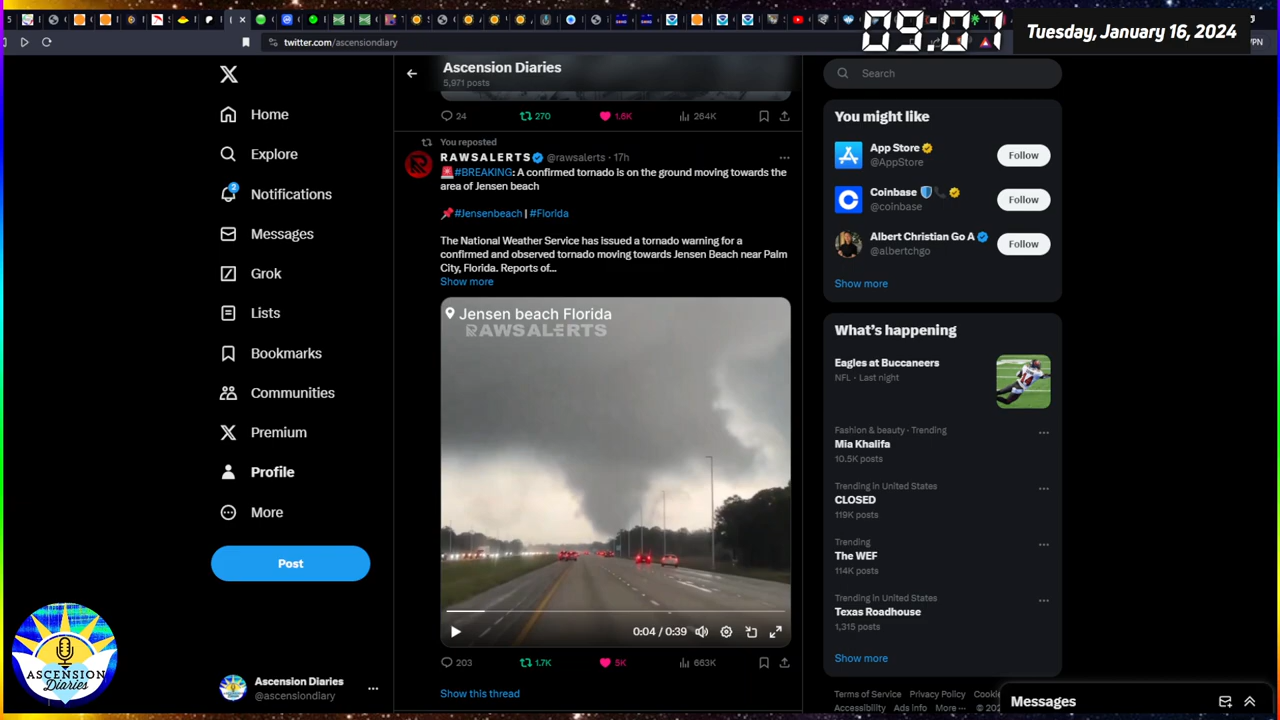 09:07
Tuesday, January 16, 2024
twitter.com/ascensiondiary
VPN
Home
Explore
2
Notifications
Messages
Grok
Lists
Bookmarks
Communities
Premium
Profile
More
Post
Ascension Diaries
@ascensiondiary
ASCENSION
Diaries
Ascension Diaries
5,971 posts
24
270
1.6K
264K
You reposted
RAWSALERTS @rawsalerts · 17h
#BREAKING: A confirmed tornado is on the ground moving towards the
area of Jensen beach
#Jensenbeach | #Florida
The National Weather Service has issued a tornado warning for a
confirmed and observed tornado moving towards Jensen Beach near Palm
City, Florida. Reports of...
Show more
Jensen beach Florida
RAWSALERTS
0:04 / 0:39
203
1.7K
5K
663K
Show this thread
Search
You might like
App Store
@AppStore
Follow
Coinbase
@coinbase
Follow
Albert Christian Go A
@albertchgo
Follow
Show more
What's happening
Eagles at Buccaneers
NFL · Last night
Fashion & beauty · Trending
Mia Khalifa
10.5K posts
Trending in United States
CLOSED
119K posts
Trending
The WEF
114K posts
Trending in United States
Texas Roadhouse
1,315 posts
Show more
Terms of Service Privacy Policy
Accessibility Ads info More ···
Messages